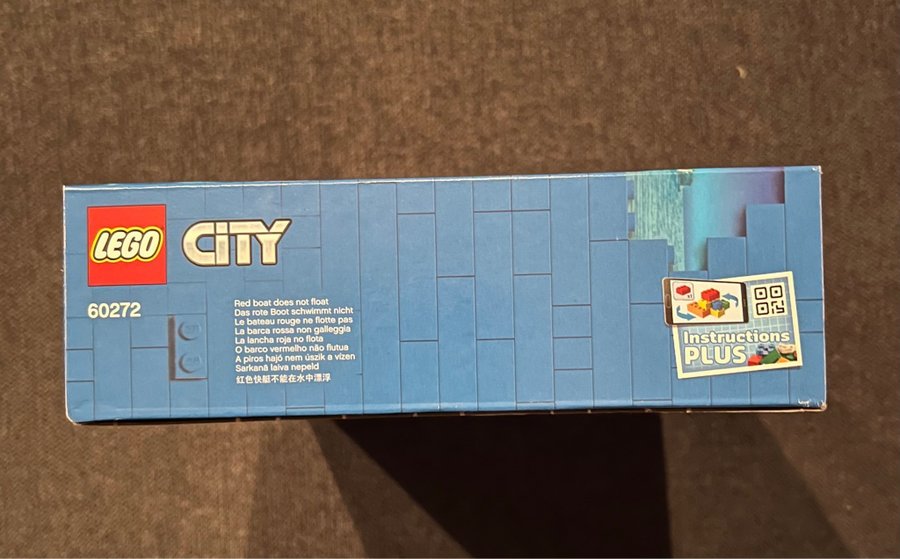 LEGO
CITY
60272
Red boat does not float
Das rote Boot schwimmt nicht
Le bateau rouge ne flotte pas
La barca rossa non galleggia
La lancha roja no flota
O barco vermelho não flutua
A piros hajó nem úszik a vízen
Sarkanā laiva nepeld
红色快艇不能在水中漂浮
x1
Instructions
PLUS